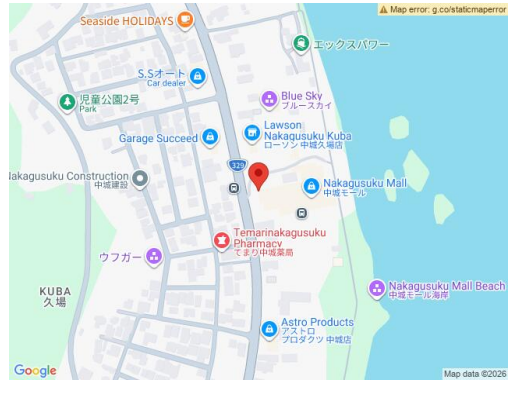 Map error: g.co/staticmaperror
Seaside HOLIDAYS
エックスパワー
S.Sオート
Car dealer
児童公園2号
Park
Blue Sky
ブルースカイ
Garage Succeed
Lawson
Nakagusuku Kuba
ローソン 中城久場店
329
Nakagusuku Construction
中城建設
Nakagusuku Mall
中城モール
Temarinakagusuku
Pharmacy
てまり中城薬局
ウフガー
KUBA
久場
Nakagusuku Mall Beach
中城モール海岸
Astro Products
アストロ
プロダクツ 中城店
Google
Map data ©2026